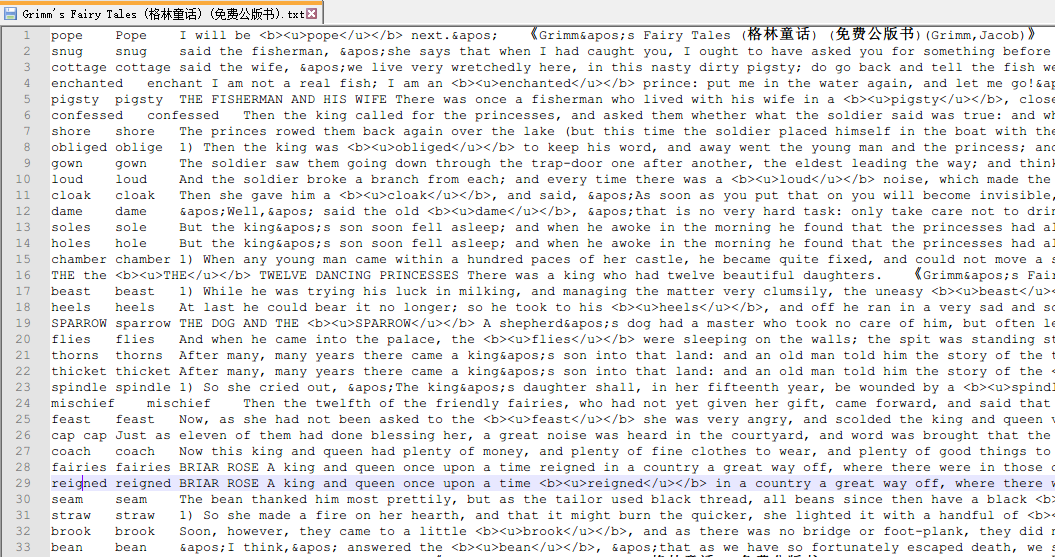 Grimm's Fairy Tales (格林童话) (免费公版书).txt
1 pope Pope I will be <b><u>pope</u></b> next.&apos; 《Grimm&apos;s Fairy Tales (格林童话) (免费公版书)(Grimm,Jacob)》
2 snug snug said the fisherman, &apos;she says that when I had caught you, I ought to have asked you for something before
3 cottage cottage said the wife, &apos;we live very wretchedly here, in this nasty dirty pigsty; do go back and tell the fish we
4 enchanted enchant I am not a real fish; I am an <b><u>enchanted</u></b> prince: put me in the water again, and let me go!&ap
5 pigsty pigsty THE FISHERMAN AND HIS WIFE There was once a fisherman who lived with his wife in a <b><u>pigsty</u></b>, close
6 confessed confessed Then the king called for the princesses, and asked them whether what the soldier said was true: and wh
7 shore shore The princes rowed them back again over the lake (but this time the soldier placed himself in the boat with the
8 obliged oblige 1) Then the king was <b><u>obliged</u></b> to keep his word, and away went the young man and the princess; and
9 gown gown The soldier saw them going down through the trap-door one after another, the eldest leading the way; and think
10 loud loud And the soldier broke a branch from each; and every time there was a <b><u>loud</u></b> noise, which made the
11 cloak cloak Then she gave him a <b><u>cloak</u></b>, and said, &apos;As soon as you put that on you will become invisible,
12 dame dame &apos;Well,&apos; said the old <b><u>dame</u></b>, &apos;that is no very hard task: only take care not to drin
13 soles sole But the king&apos;s son soon fell asleep; and when he awoke in the morning he found that the princesses had al
14 holes hole But the king&apos;s son soon fell asleep; and when he awoke in the morning he found that the princesses had al
15 chamber chamber 1) When any young man came within a hundred paces of her castle, he became quite fixed, and could not move a s
16 THE the <b><u>THE</u></b> TWELVE DANCING PRINCESSES There was a king who had twelve beautiful daughters. 《Grimm&apos;s Fai
17 beast beast 1) While he was trying his luck in milking, and managing the matter very clumsily, the uneasy <b><u>beast</u><
18 heels heels At last he could bear it no longer; so he took to his <b><u>heels</u></b>, and off he ran in a very sad and so
19 SPARROW sparrow THE DOG AND THE <b><u>SPARROW</u></b> A shepherd&apos;s dog had a master who took no care of him, but often le
20 flies flies And when he came into the palace, the <b><u>flies</u></b> were sleeping on the walls; the spit was standing st
21 thorns thorns After many, many years there came a king&apos;s son into that land: and an old man told him the story of the t
22 thicket thicket After many, many years there came a king&apos;s son into that land: and an old man told him the story of the <
23 spindle spindle 1) So she cried out, &apos;The king&apos;s daughter shall, in her fifteenth year, be wounded by a <b><u>spindl
24 mischief mischief Then the twelfth of the friendly fairies, who had not yet given her gift, came forward, and said that
25 feast feast Now, as she had not been asked to the <b><u>feast</u></b> she was very angry, and scolded the king and queen v
26 cap cap Just as eleven of them had done blessing her, a great noise was heard in the courtyard, and word was brought that the
27 coach coach Now this king and queen had plenty of money, and plenty of fine clothes to wear, and plenty of good things to
28 fairies fairies BRIAR ROSE A king and queen once upon a time reigned in a country a great way off, where there were in those d
29 reigned reigned BRIAR ROSE A king and queen once upon a time <b><u>reigned</u></b> in a country a great way off, where there w
30 seam seam The bean thanked him most prettily, but as the tailor used black thread, all beans since then have a black <b>
31 straw straw 1) So she made a fire on her hearth, and that it might burn the quicker, she lighted it with a handful of <b><
32 brook brook Soon, however, they came to a little <b><u>brook</u></b>, and as there was no bridge or foot-plank, they did n
33 bean bean &apos;I think,&apos; answered the <b><u>bean</u></b>, &apos;that as we have so fortunately escaped death, we s